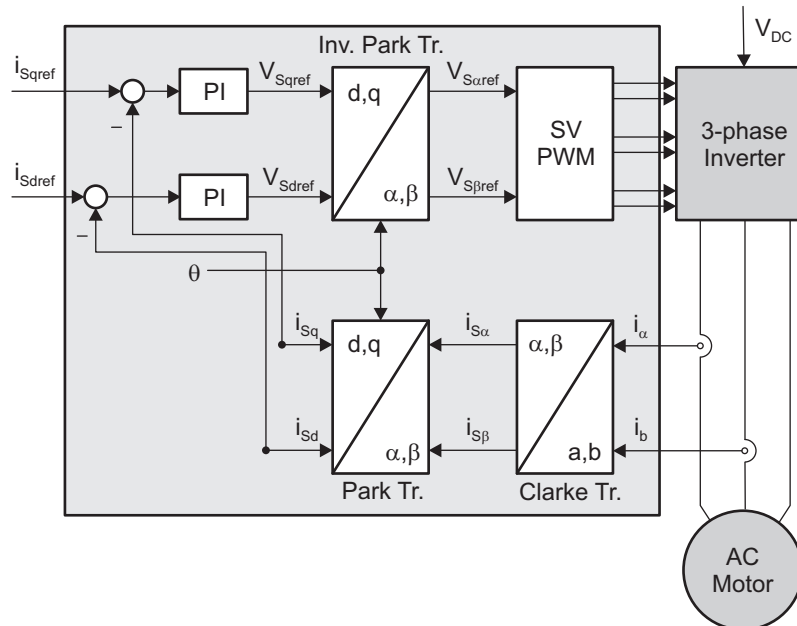 Inv. Park Tr.
V_DC
i_Sqref
PI
V_Sqref
d,q
α,β
V_Sαref
SV
PWM
3-phase
Inverter
−
i_Sdref
PI
V_Sdref
V_Sβref
−
θ
i_Sq
d,q
α,β
i_Sα
α,β
a,b
i_α
i_Sd
i_Sβ
i_b
Park Tr.
Clarke Tr.
AC
Motor